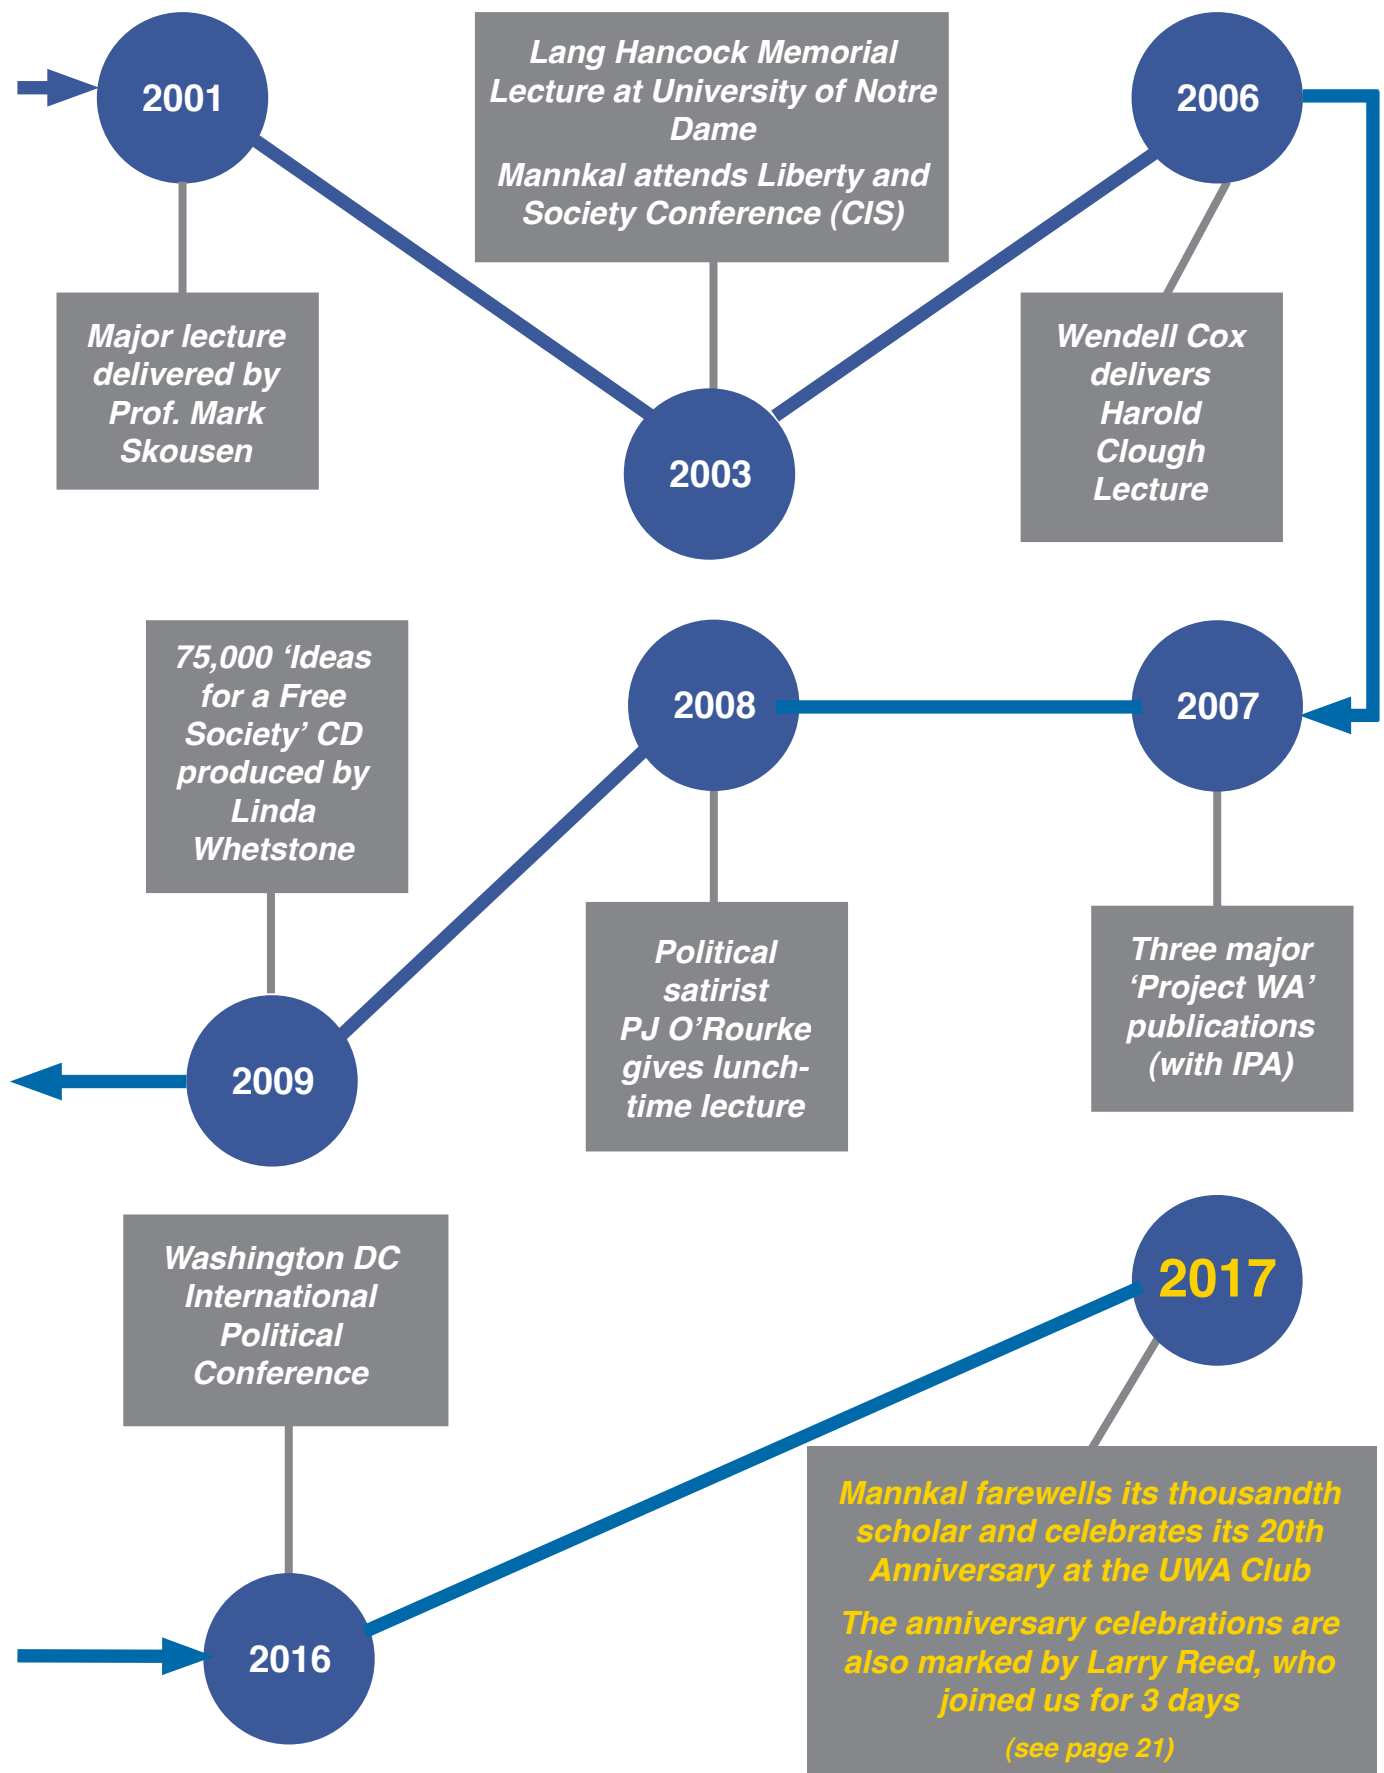 2001
Major lecture
delivered by
Prof. Mark
Skousen
Lang Hancock Memorial
Lecture at University of Notre
Dame
Mannkal attends Liberty and
Society Conference (CIS)
2003
2006
Wendell Cox
delivers
Harold
Clough
Lecture
2007
Three major
‘Project WA’
publications
(with IPA)
2008
Political
satirist
PJ O’Rourke
gives lunch-
time lecture
75,000 ‘Ideas
for a Free
Society’ CD
produced by
Linda
Whetstone
2009
Washington DC
International
Political
Conference
2016
2017
Mannkal farewells its thousandth
scholar and celebrates its 20th
Anniversary at the UWA Club
The anniversary celebrations are
also marked by Larry Reed, who
joined us for 3 days
(see page 21)